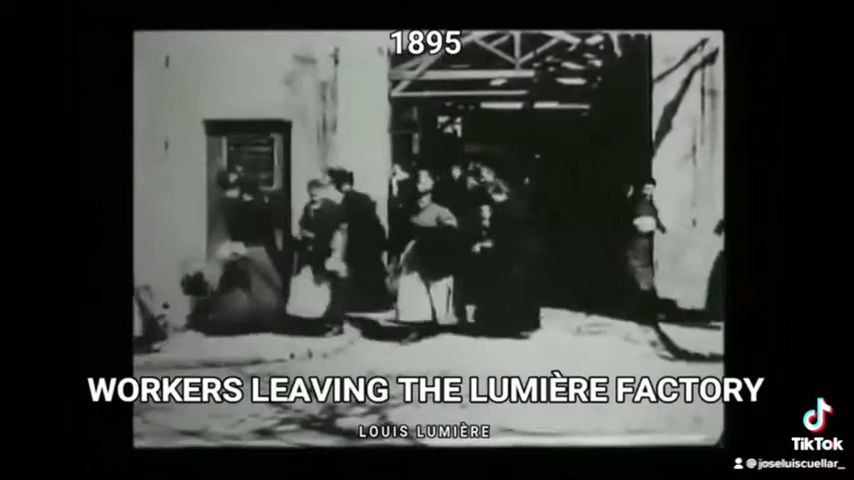 1895
WORKERS LEAVING THE LUMIÈRE FACTORY
LOUIS LUMIÈRE
TikTok
@joseluiscuellar_